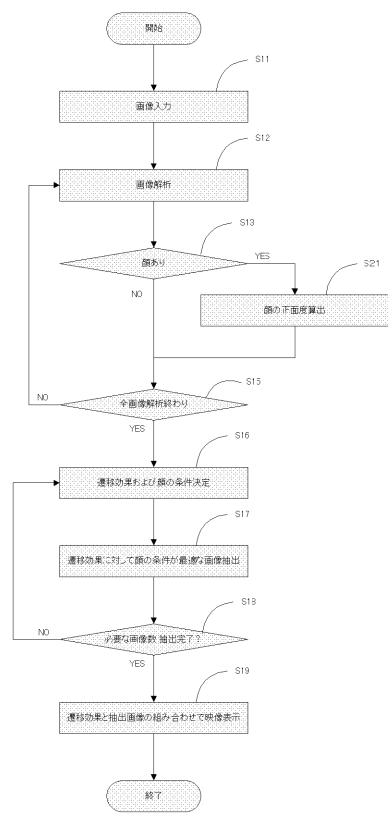 開始
S11
画像入力
S12
画像解析
S13
顔あり
YES
NO
S21
顔の正面度算出
S15
全画像解析終わり
NO
YES
S16
遷移効果および顔の条件決定
S17
遷移効果に対して顔の条件が最適な画像抽出
S18
必要な画像数 抽出完了?
NO
YES
S19
遷移効果と抽出画像の組み合わせで映像表示
終了